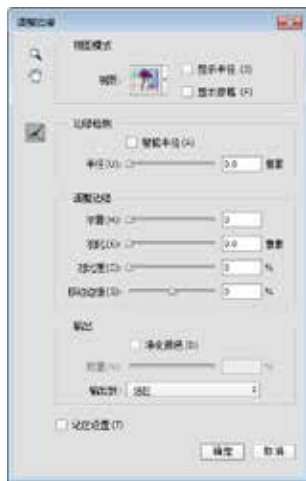 调整边缘
视图模式
视图:
显示半径 (J)
显示原稿 (P)
边缘检测
智能半径(A)
半径(U): 0.0 像素
调整边缘
平滑(H): 0
羽化(E): 0.0 像素
对比度(C): 0 %
移动边缘(S): 0 %
输出
净化颜色 (D)
数量(N): %
输出到: 选区
记住设置(T)
确定 取消